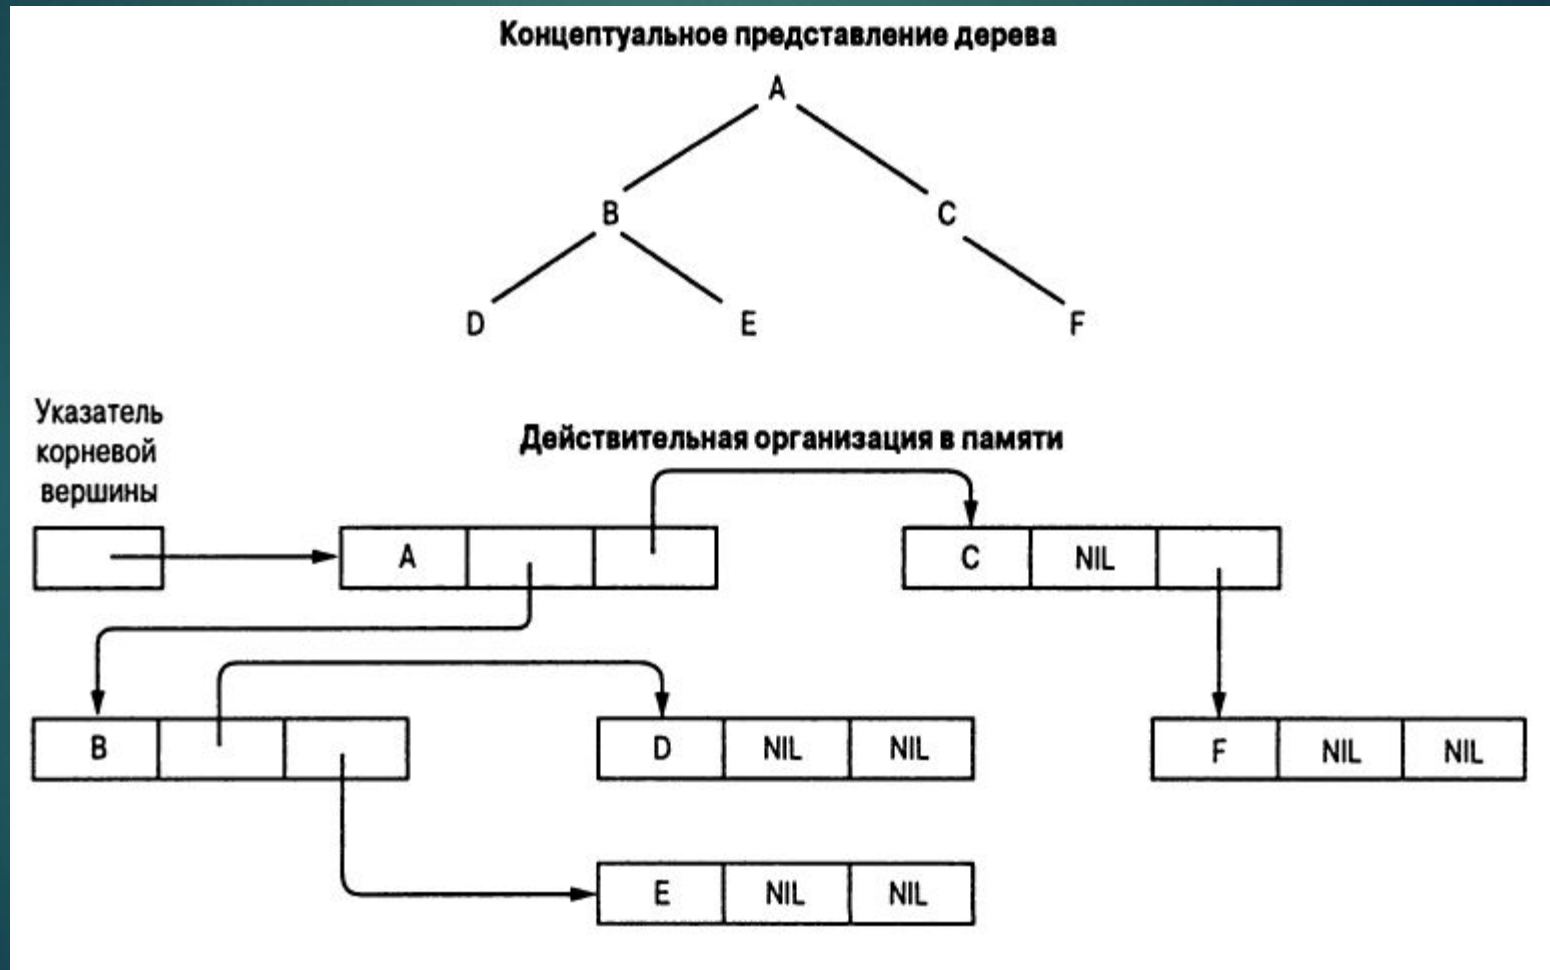 Концептуальное представление дерева
A
B
C
D
E
F
Указатель
корневой
вершины
Действительная организация в памяти
A
C NIL
B
D NIL NIL
F NIL NIL
E NIL NIL